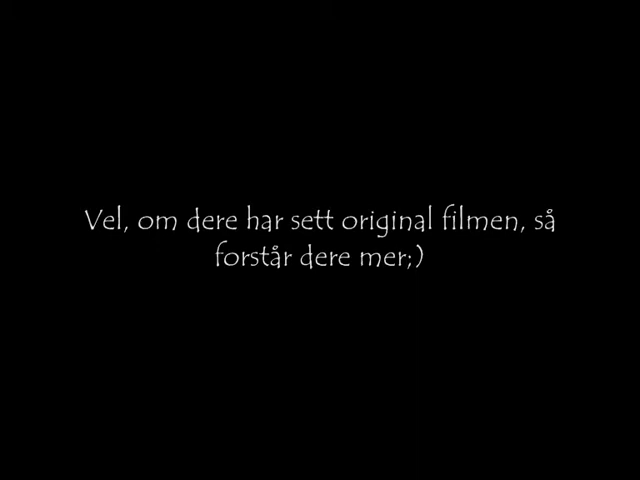 Vel, om dere har sett original filmen, så
forstår dere mer;)